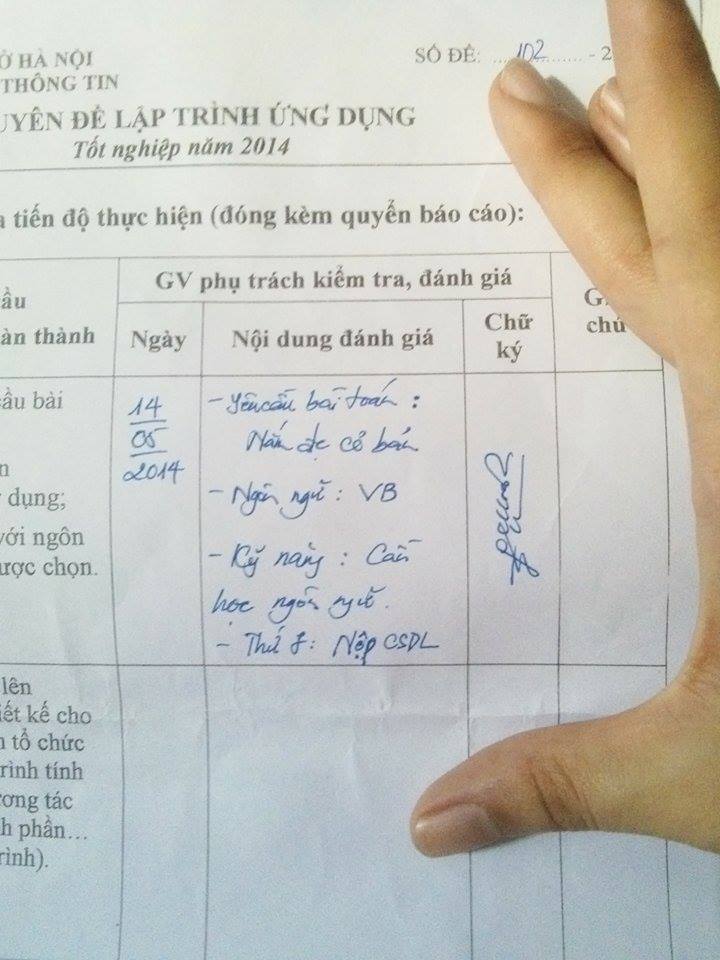 Ở HÀ NỘI
SỐ ĐỀ: 102 - 2
THÔNG TIN
UYÊN ĐỀ LẬP TRÌNH ỨNG DỤNG
Tốt nghiệp năm 2014
a tiến độ thực hiện (đóng kèm quyển báo cáo):
GV phụ trách kiểm tra, đánh giá
ầu
àn thành
Ngày
Nội dung đánh giá
Chữ ký
G
chú
ầu bài
n
dụng;
với ngôn
ược chọn.
14
05
2014
- Yêu cầu bài toán :
Nắm đc cơ bản
- Ngôn ngữ : VB
- Kỹ năng : Cần
học ngôn ngữ.
- Thứ 8: Nộp CSDL
lên
iết kế cho
n tổ chức
rình tính
ơng tác
h phần...
rình).